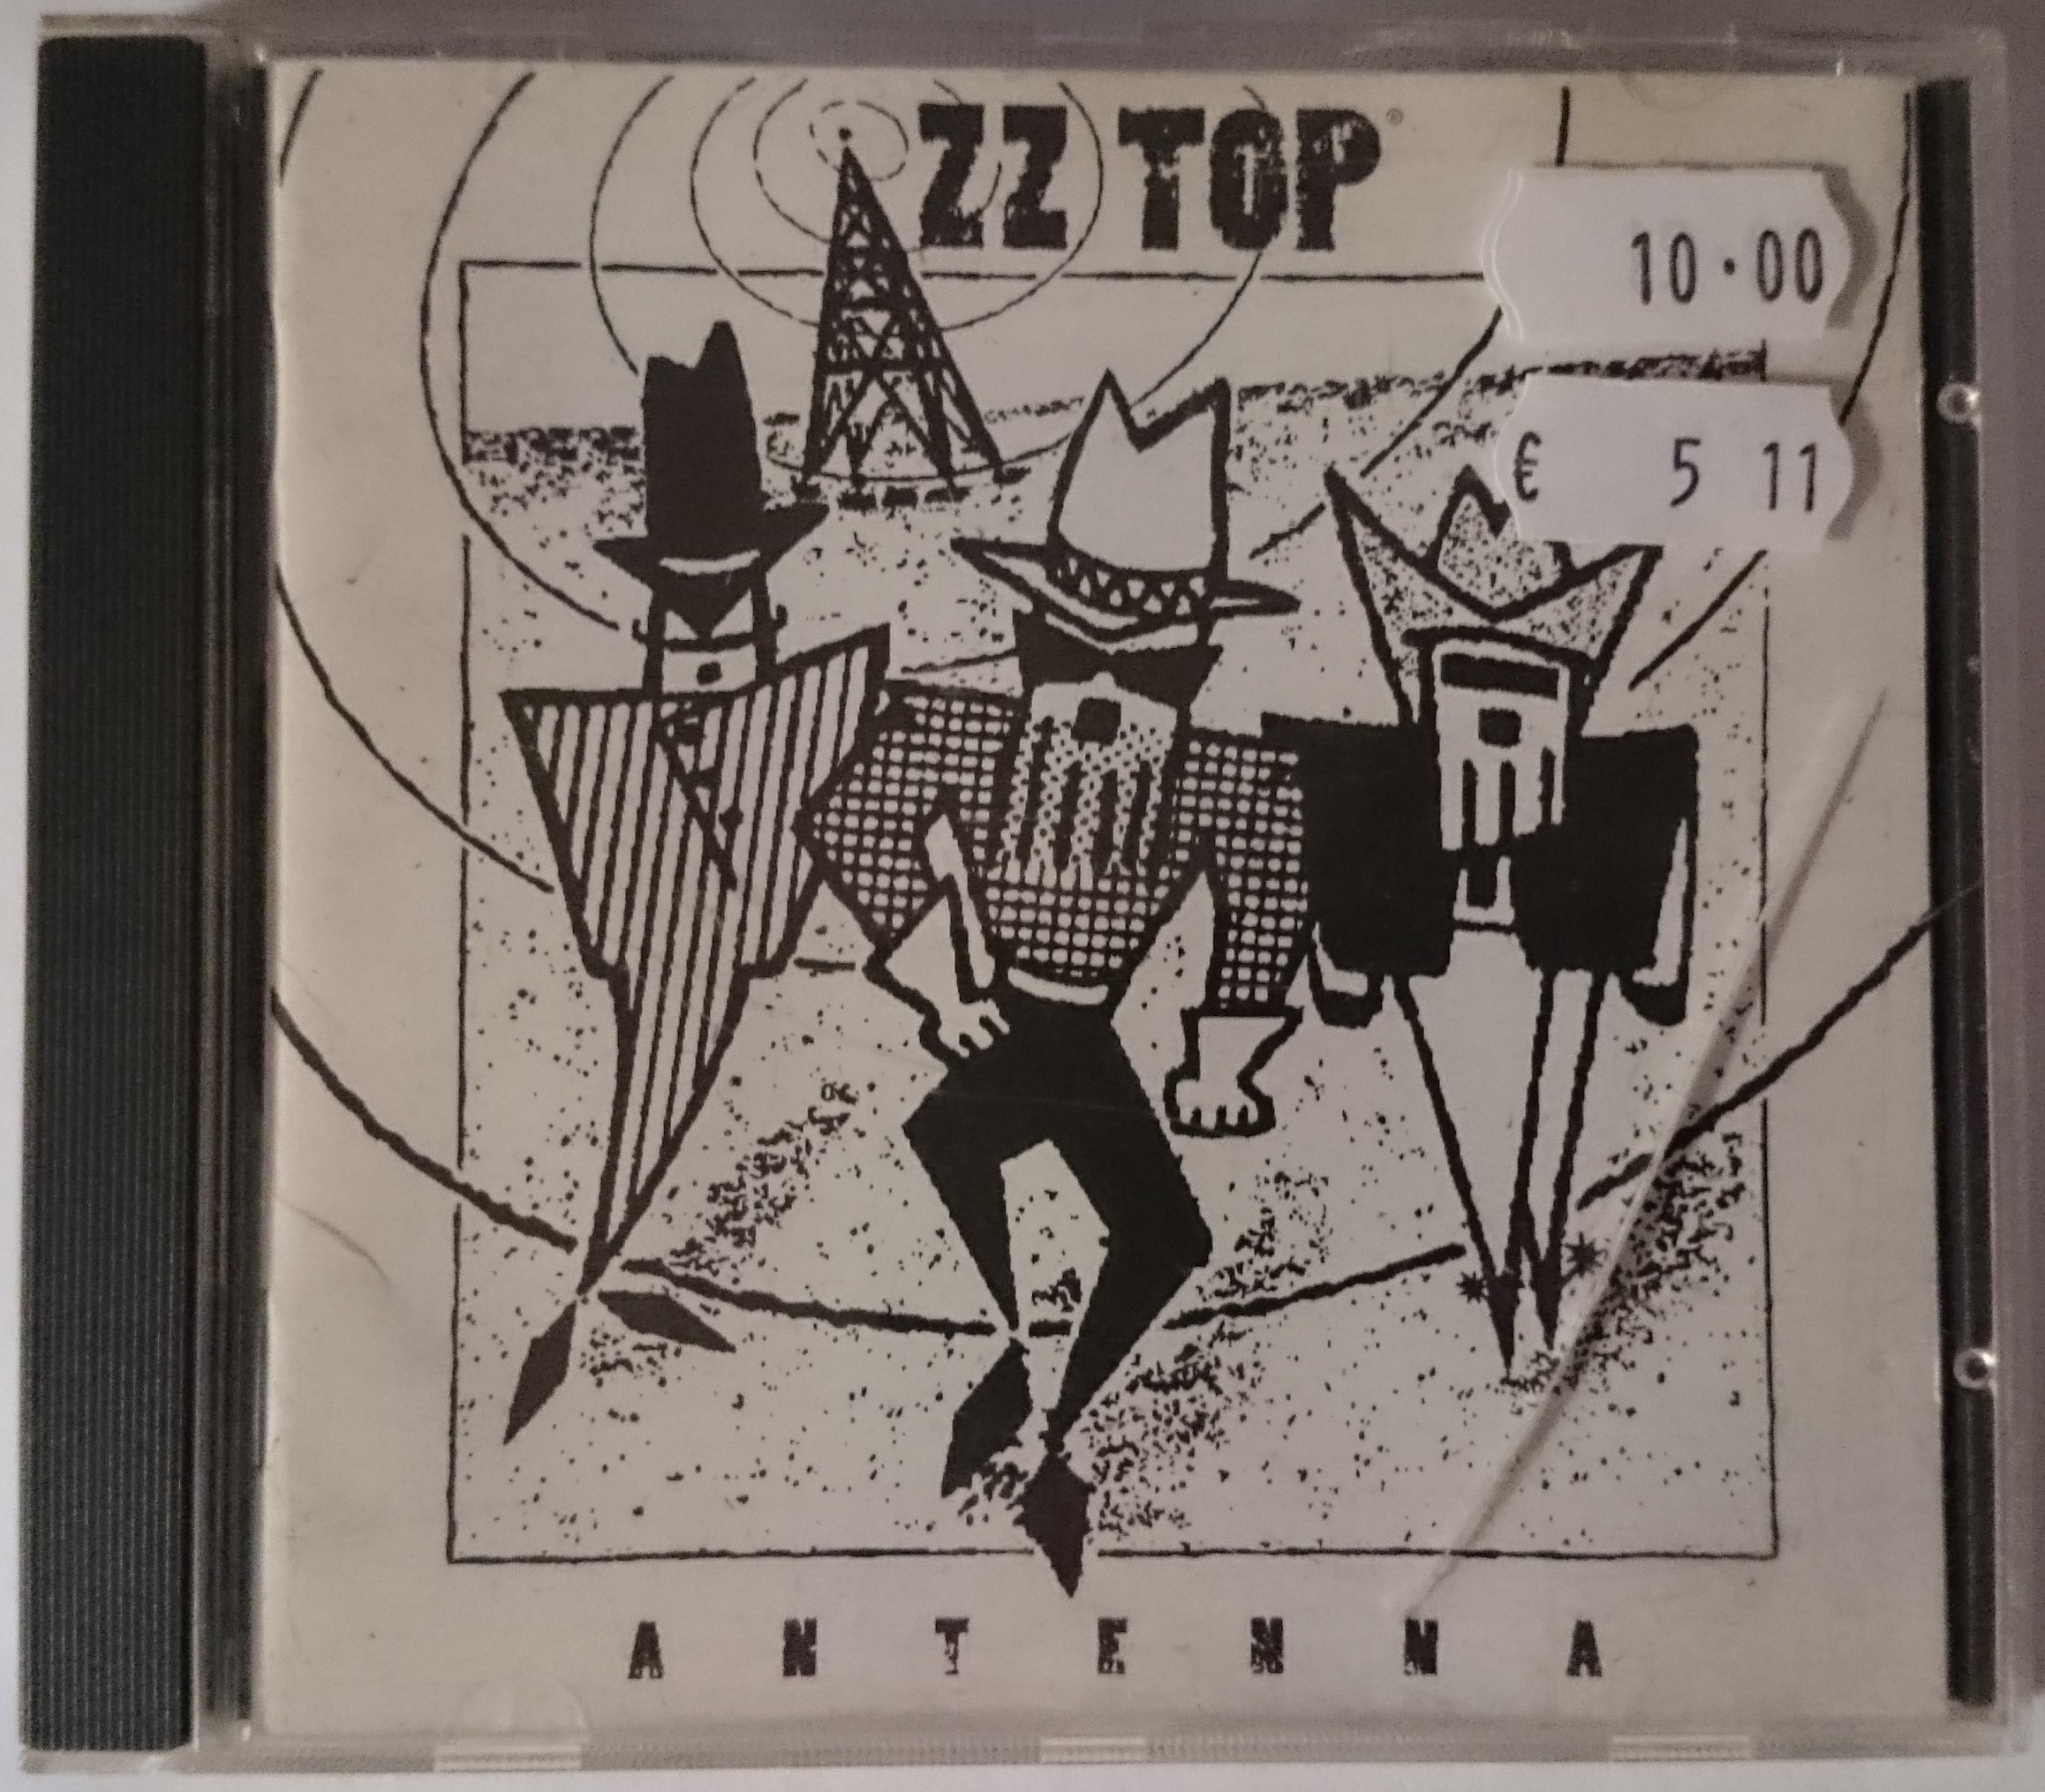 ZZ TOP®
10.00
€ 5 11
ANTENNA